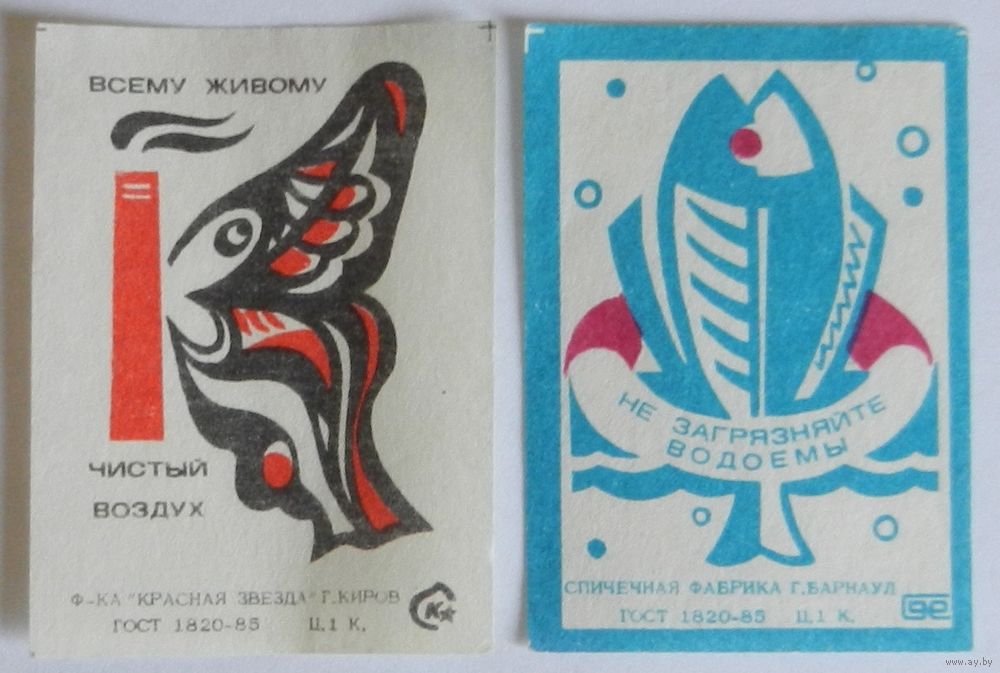 ВСЕМУ ЖИВОМУ
ЧИСТЫЙ
ВОЗДУХ
Ф-КА "КРАСНАЯ ЗВЕЗДА" Г.КИРОВ
ГОСТ 1820-85 Ц.1 К.
К
НЕ ЗАГРЯЗНЯЙТЕ
ВОДОЕМЫ
СПИЧЕЧНАЯ ФАБРИКА Г.БАРНАУЛ
ГОСТ 1820-85 Ц.1 К.
www.ay.by